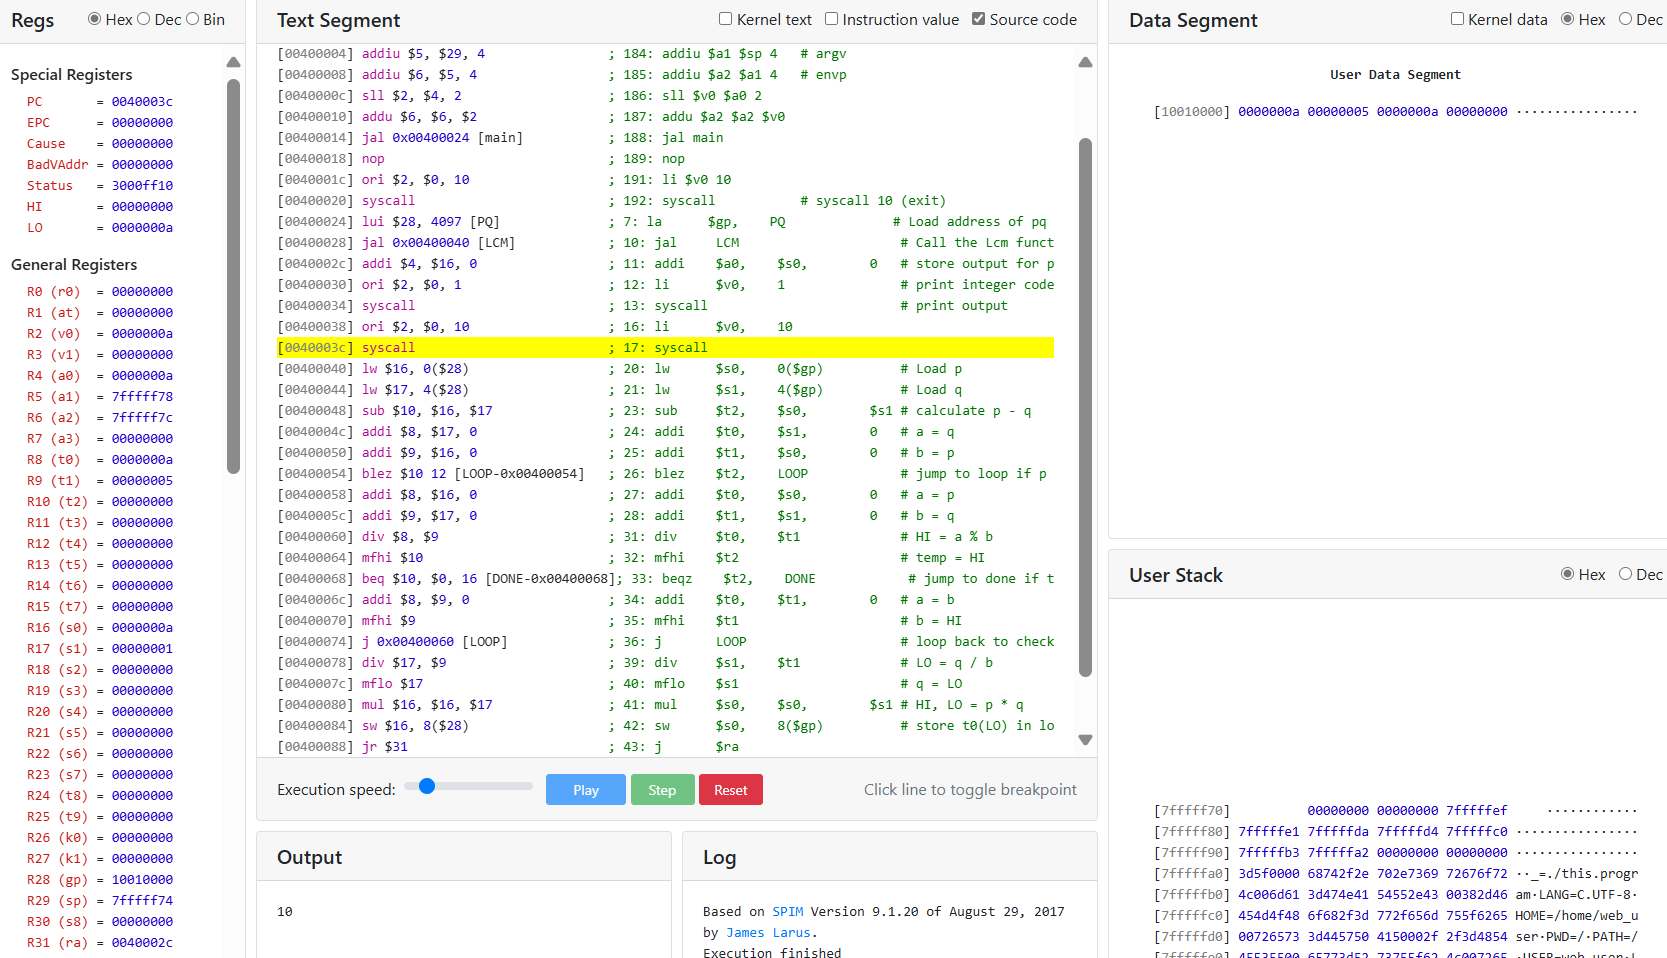 Regs Hex Dec Bin
Special Registers
PC = 0040003c
EPC = 00000000
Cause = 00000000
BadVAddr = 00000000
Status = 3000ff10
HI = 00000000
LO = 0000000a
General Registers
R0 (r0) = 00000000
R1 (at) = 00000000
R2 (v0) = 0000000a
R3 (v1) = 00000000
R4 (a0) = 0000000a
R5 (a1) = 7fffff78
R6 (a2) = 7fffff7c
R7 (a3) = 00000000
R8 (t0) = 0000000a
R9 (t1) = 00000005
R10 (t2) = 00000000
R11 (t3) = 00000000
R12 (t4) = 00000000
R13 (t5) = 00000000
R14 (t6) = 00000000
R15 (t7) = 00000000
R16 (s0) = 0000000a
R17 (s1) = 00000001
R18 (s2) = 00000000
R19 (s3) = 00000000
R20 (s4) = 00000000
R21 (s5) = 00000000
R22 (s6) = 00000000
R23 (s7) = 00000000
R24 (t8) = 00000000
R25 (t9) = 00000000
R26 (k0) = 00000000
R27 (k1) = 00000000
R28 (gp) = 10010000
R29 (sp) = 7fffff74
R30 (s8) = 00000000
R31 (ra) = 0040002c
Text Segment Kernel text Instruction value Source code
[00400004] addiu $5, $29, 4 ; 184: addiu $a1 $sp 4 # argv
[00400008] addiu $6, $5, 4 ; 185: addiu $a2 $a1 4 # envp
[0040000c] sll $2, $4, 2 ; 186: sll $v0 $a0 2
[00400010] addu $6, $6, $2 ; 187: addu $a2 $a2 $v0
[00400014] jal 0x00400024 [main] ; 188: jal main
[00400018] nop ; 189: nop
[0040001c] ori $2, $0, 10 ; 191: li $v0 10
[00400020] syscall ; 192: syscall # syscall 10 (exit)
[00400024] lui $28, 4097 [PQ] ; 7: la $gp, PQ # Load address of pq
[00400028] jal 0x00400040 [LCM] ; 10: jal LCM # Call the Lcm funct
[0040002c] addi $4, $16, 0 ; 11: addi $a0, $s0, 0 # store output for p
[00400030] ori $2, $0, 1 ; 12: li $v0, 1 # print integer code
[00400034] syscall ; 13: syscall # print output
[00400038] ori $2, $0, 10 ; 16: li $v0, 10
[0040003c] syscall ; 17: syscall
[00400040] lw $16, 0($28) ; 20: lw $s0, 0($gp) # Load p
[00400044] lw $17, 4($28) ; 21: lw $s1, 4($gp) # Load q
[00400048] sub $10, $16, $17 ; 23: sub $t2, $s0, $s1 # calculate p - q
[0040004c] addi $8, $17, 0 ; 24: addi $t0, $s1, 0 # a = q
[00400050] addi $9, $16, 0 ; 25: addi $t1, $s0, 0 # b = p
[00400054] blez $10 12 [LOOP-0x00400054] ; 26: blez $t2, LOOP # jump to loop if p
[00400058] addi $8, $16, 0 ; 27: addi $t0, $s0, 0 # a = p
[0040005c] addi $9, $17, 0 ; 28: addi $t1, $s1, 0 # b = q
[00400060] div $8, $9 ; 31: div $t0, $t1 # HI = a % b
[00400064] mfhi $10 ; 32: mfhi $t2 # temp = HI
[00400068] beq $10, $0, 16 [DONE-0x00400068]; 33: beqz $t2, DONE # jump to done if t
[0040006c] addi $8, $9, 0 ; 34: addi $t0, $t1, 0 # a = b
[00400070] mfhi $9 ; 35: mfhi $t1 # b = HI
[00400074] j 0x00400060 [LOOP] ; 36: j LOOP # loop back to check
[00400078] div $17, $9 ; 39: div $s1, $t1 # LO = q / b
[0040007c] mflo $17 ; 40: mflo $s1 # q = LO
[00400080] mul $16, $16, $17 ; 41: mul $s0, $s0, $s1 # HI, LO = p * q
[00400084] sw $16, 8($28) ; 42: sw $s0, 8($gp) # store t0(LO) in lo
[00400088] jr $31 ; 43: j $ra
Execution speed: Play Step Reset Click line to toggle breakpoint
Output
10
Log
Based on SPIM Version 9.1.20 of August 29, 2017
by James Larus.
Execution finished
Data Segment Kernel data Hex Dec
User Data Segment
[10010000] 0000000a 00000005 0000000a 00000000 ················
User Stack Hex Dec
[7fffff70] 00000000 00000000 7fffffef ············
[7fffff80] 7fffffe1 7fffffda 7fffffd4 7fffffc0 ················
[7fffff90] 7fffffb3 7fffffa2 00000000 00000000 ················
[7fffffa0] 3d5f0000 68742f2e 702e7369 72676f72 ··_=./this.progr
[7fffffb0] 4c006d61 3d474e41 54552e43 00382d46 am·LANG=C.UTF-8·
[7fffffc0] 454d4f48 6f682f3d 772f656d 755f6265 HOME=/home/web_u
[7fffffd0] 00726573 3d445750 4150002f 2f3d4854 ser·PWD=/·PATH=/